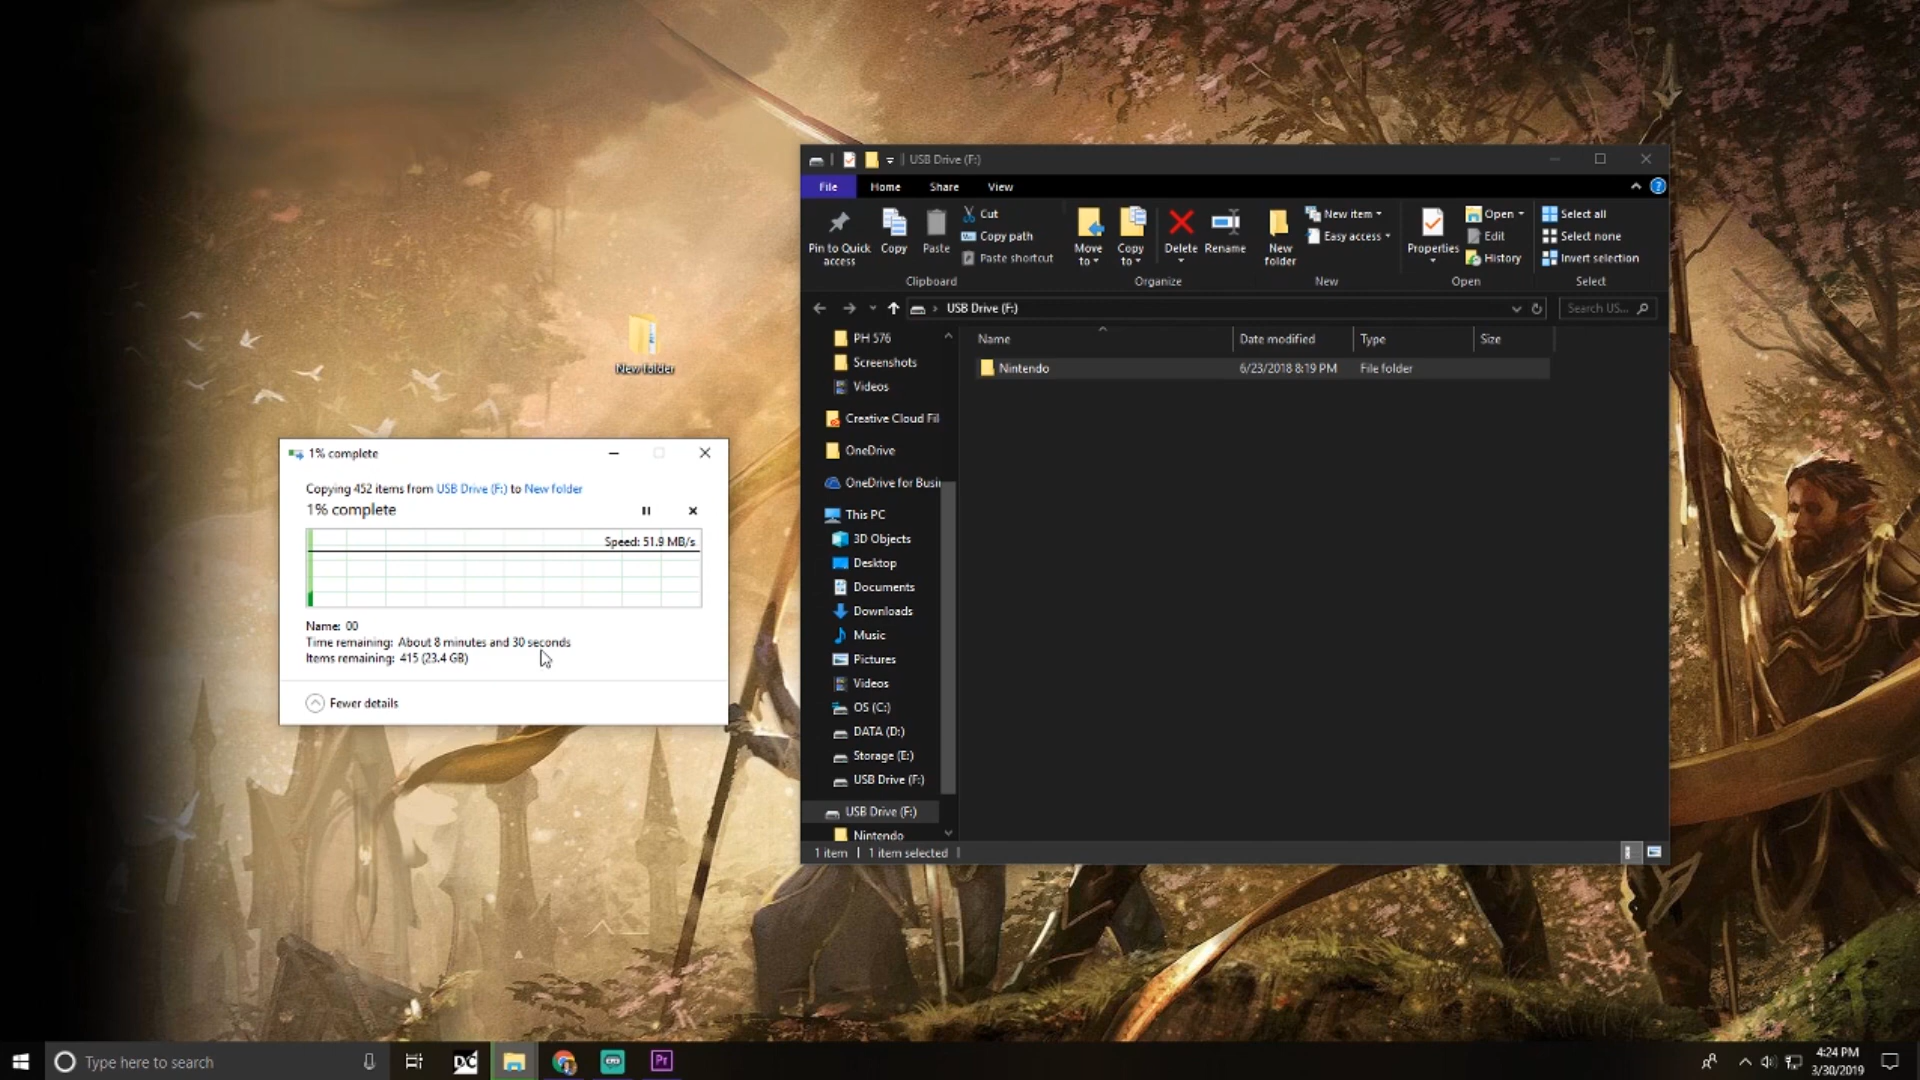 New folder
1% complete
Copying 452 items from USB Drive (F:) to New folder
1% complete
Speed: 51.9 MB/s
Name: 00
Time remaining: About 8 minutes and 30 seconds
Items remaining: 415 (23.4 GB)
Fewer details
USB Drive (F:)
File Home Share View
Pin to Quick access
Copy
Paste
Cut
Copy path
Paste shortcut
Clipboard
Move to
Copy to
Delete
Rename
Organize
New folder
New item
Easy access
New
Properties
Open
Edit
History
Open
Select all
Select none
Invert selection
Select
USB Drive (F:)
Search US...
PH 576
Screenshots
Videos
Creative Cloud Fil
OneDrive
OneDrive for Busin
This PC
3D Objects
Desktop
Documents
Downloads
Music
Pictures
Videos
OS (C:)
DATA (D:)
Storage (E:)
USB Drive (F:)
USB Drive (F:)
Nintendo
Name Date modified Type Size
Nintendo 6/23/2018 8:19 PM File folder
1 item 1 item selected
Type here to search
DC
Pr
4:24 PM
3/30/2019